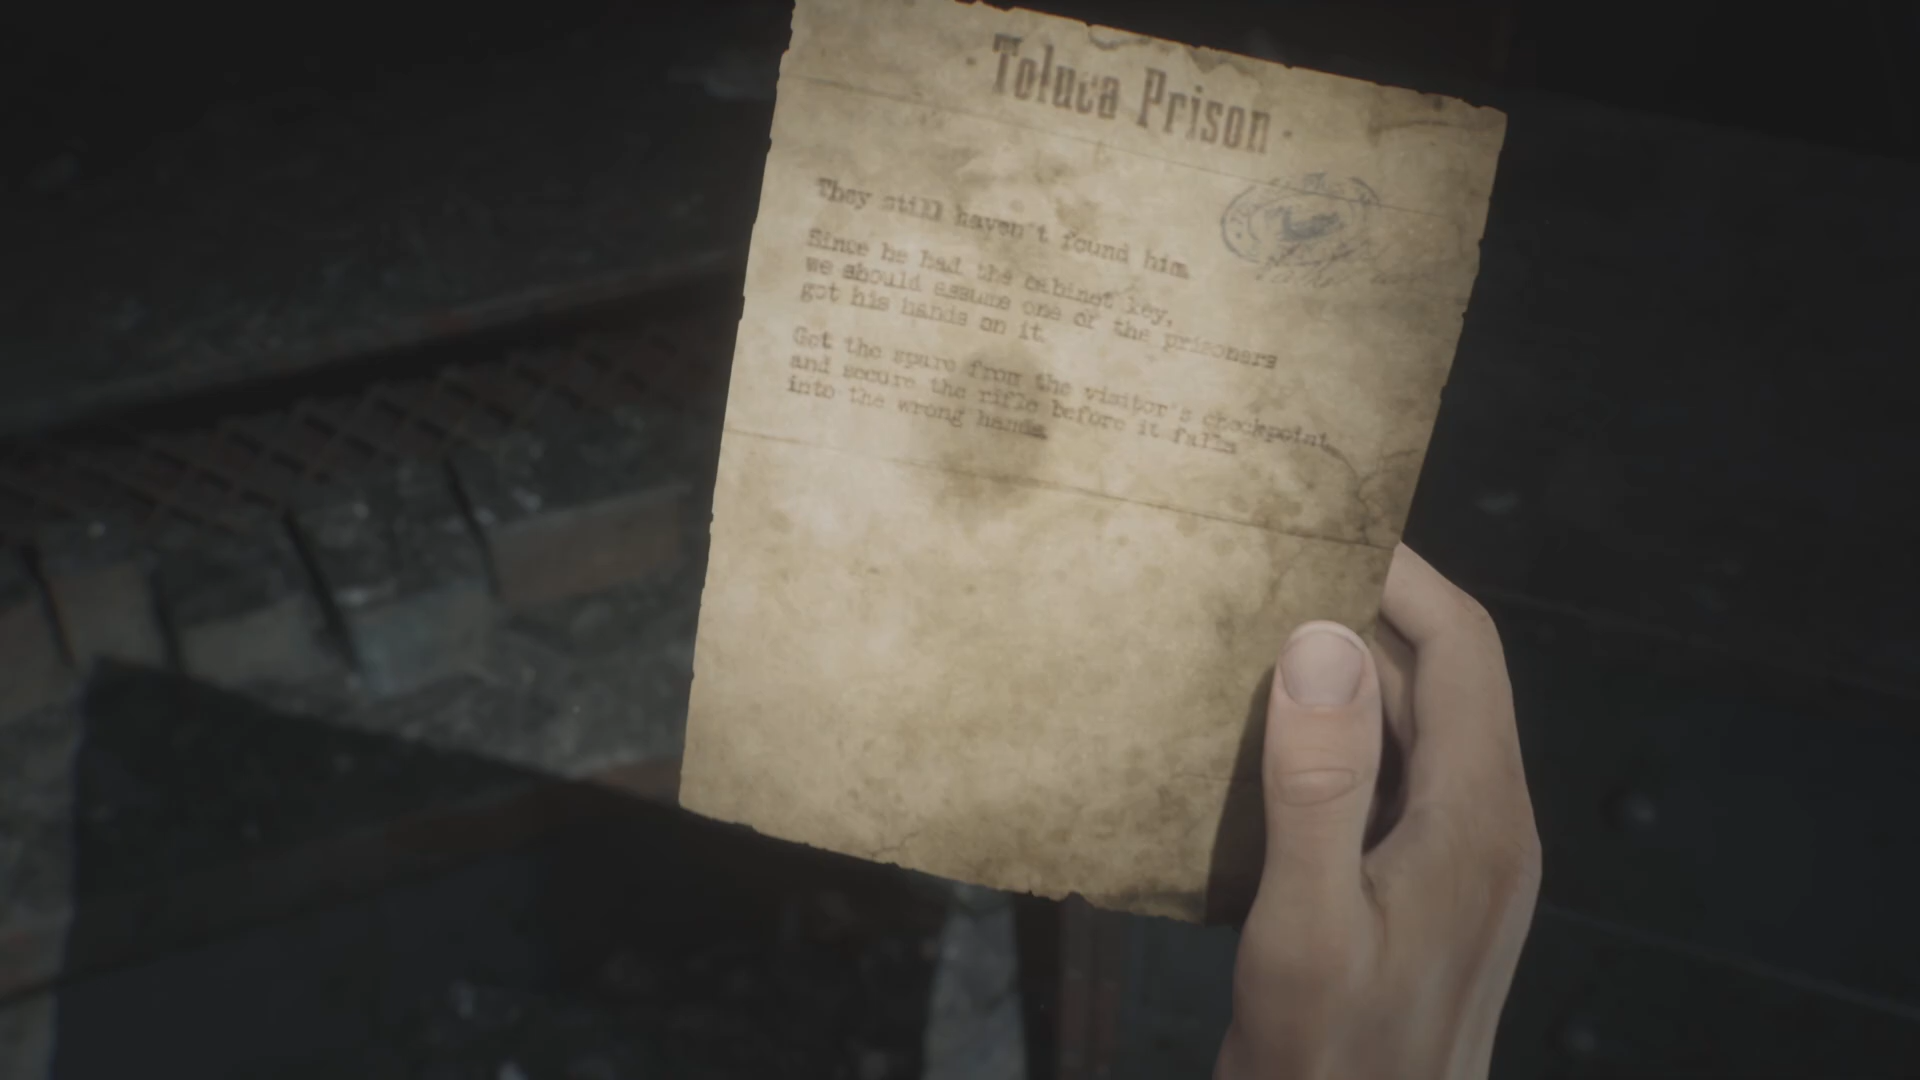 · Toluca Prison ·
They still haven't found him.
Since he had the cabinet key,
we should assume one of the prisoners
got his hands on it.
Get the spare from the visitor's checkpoint
and secure the rifle before it falls
into the wrong hands.